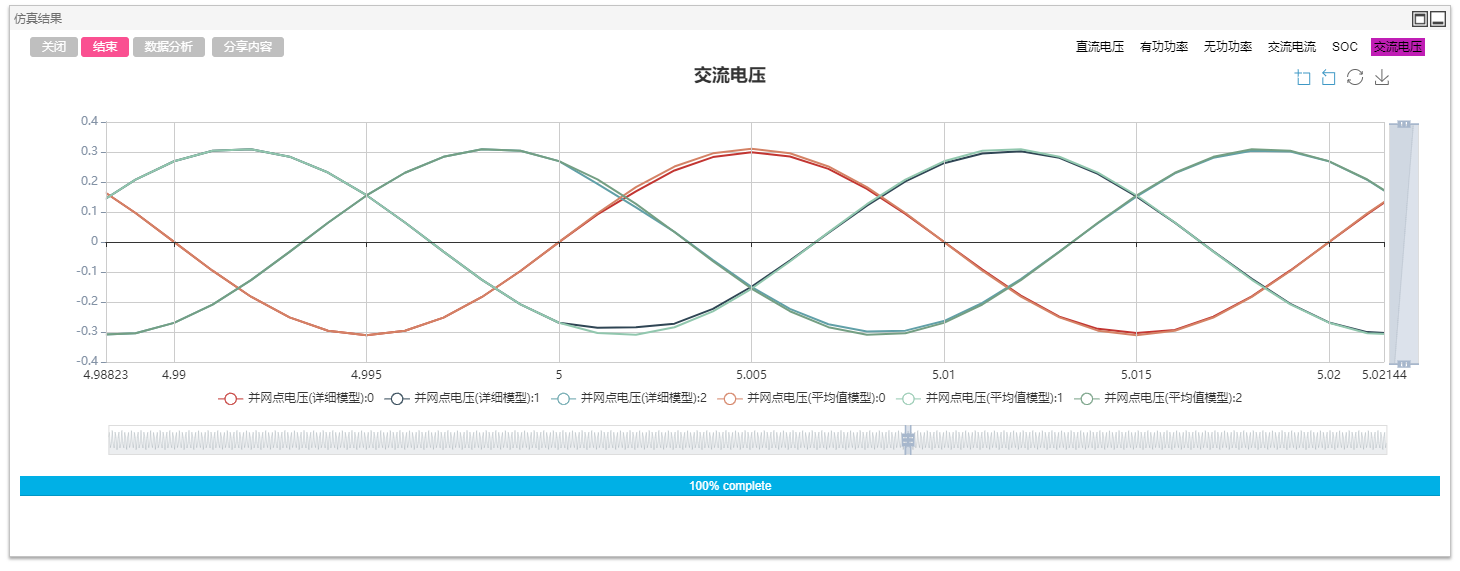 仿真结果
关闭 结束 数据分析 分享内容 直流电压 有功功率 无功功率 交流电流 SOC 交流电压
交流电压
0.4
0.3
0.2
0.1
0
-0.1
-0.2
-0.3
-0.4
4.98823 4.99 4.995 5 5.005 5.01 5.015 5.02 5.02144
并网点电压(详细模型):0 并网点电压(详细模型):1 并网点电压(详细模型):2 并网点电压(平均值模型):0 并网点电压(平均值模型):1 并网点电压(平均值模型):2
100% complete